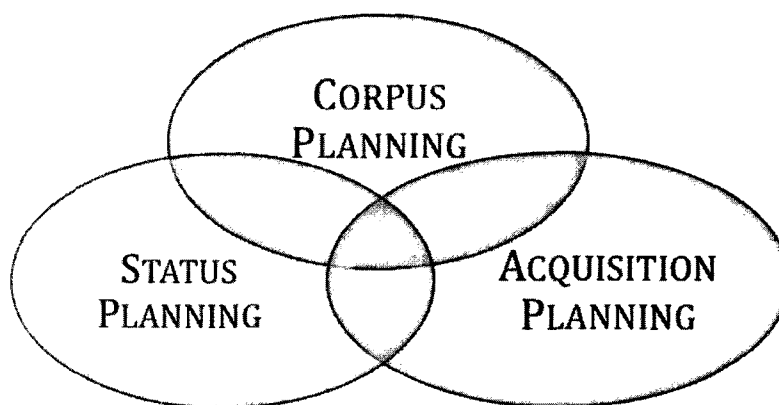 CORPUS
PLANNING
STATUS
PLANNING
ACQUISITION
PLANNING